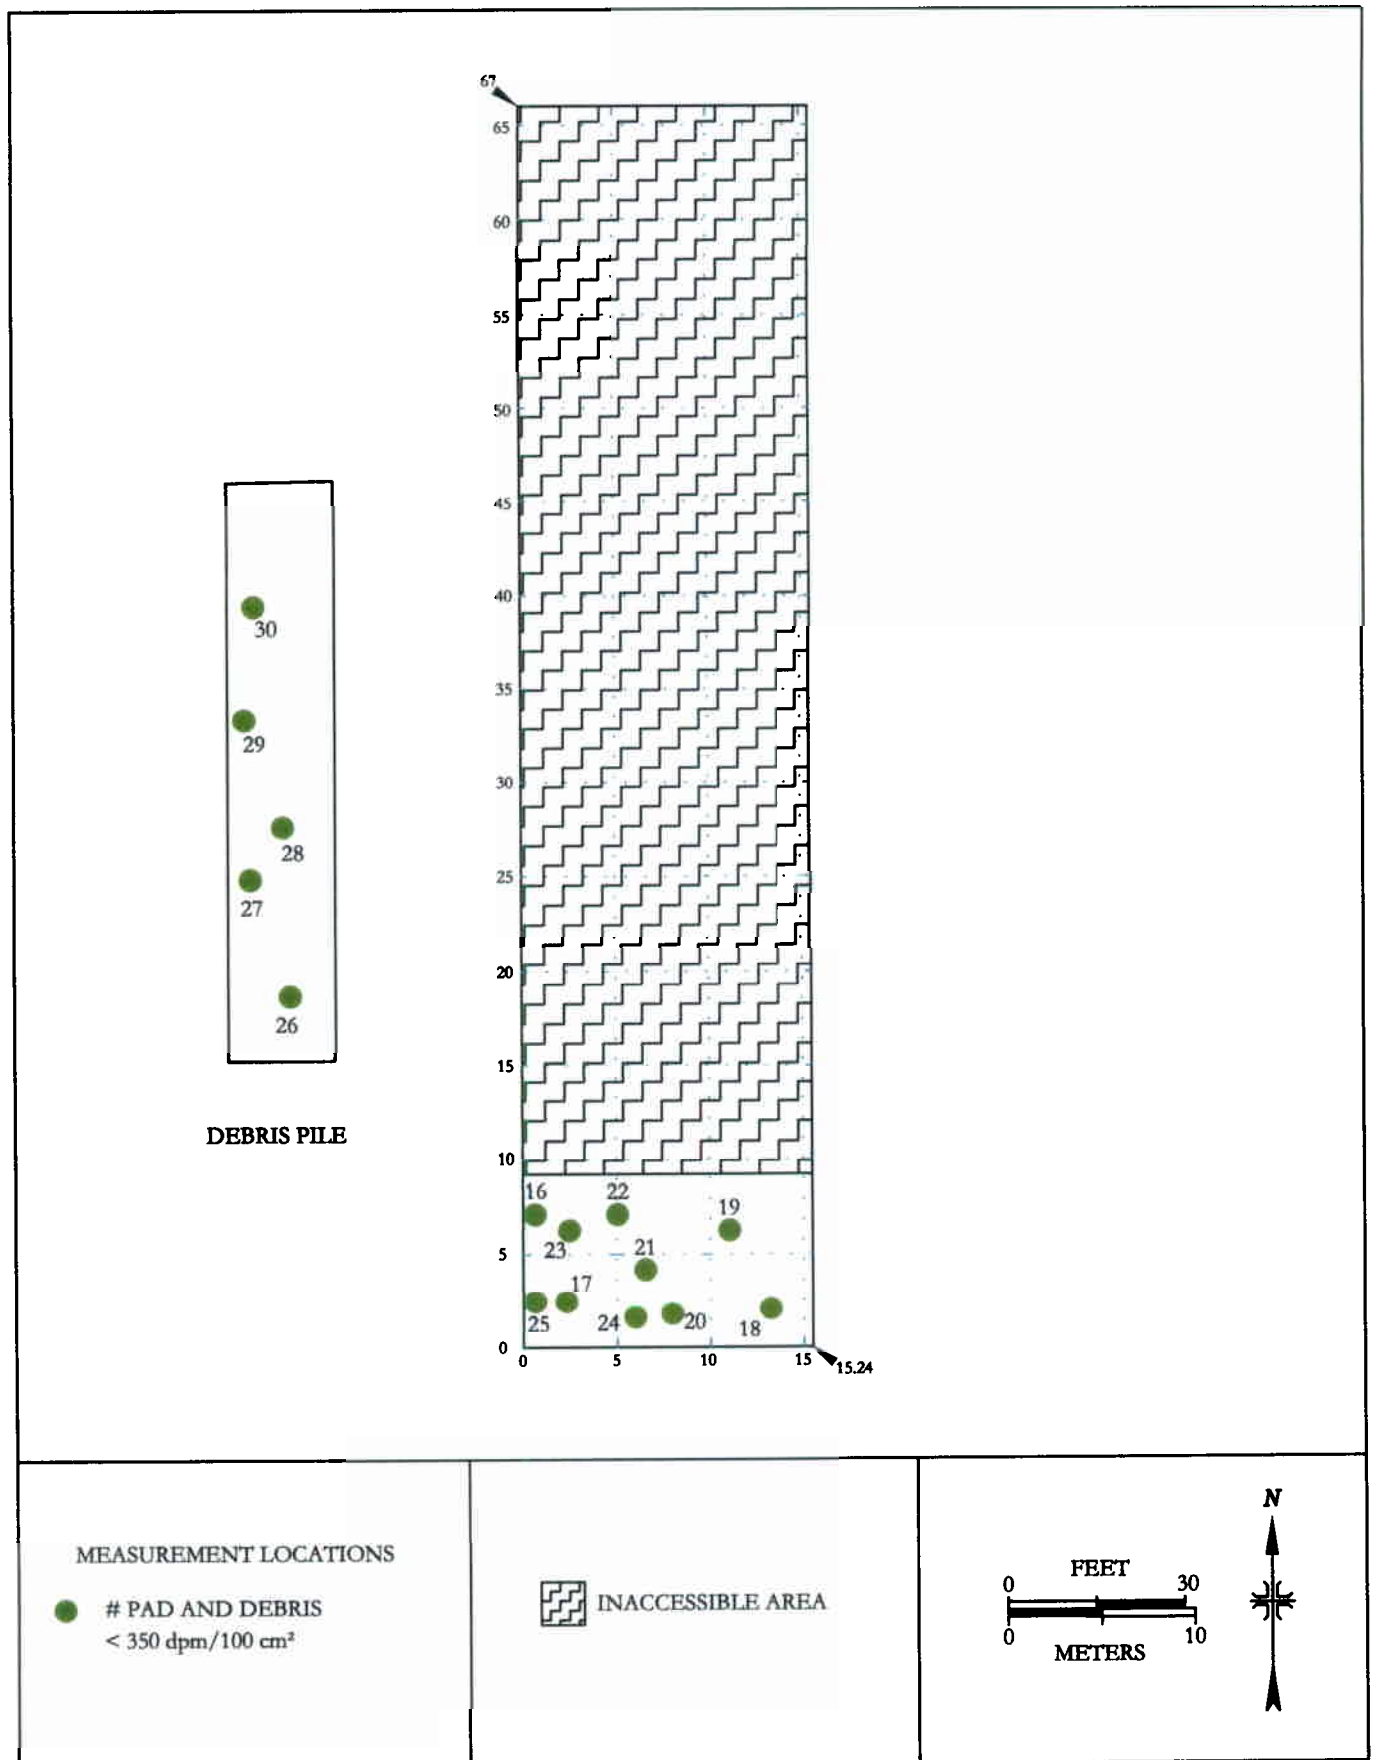 67
65
60
55
50
45
40
35
30
25
20
15
10
5
0
0 5 10 15
15.24
30
29
28
27
26
DEBRIS PILE
16 22 19
23 21
17
25 24 20 18
MEASUREMENT LOCATIONS
# PAD AND DEBRIS
< 350 dpm/100 cm²
INACCESSIBLE AREA
FEET
0 30
0 10
METERS
N